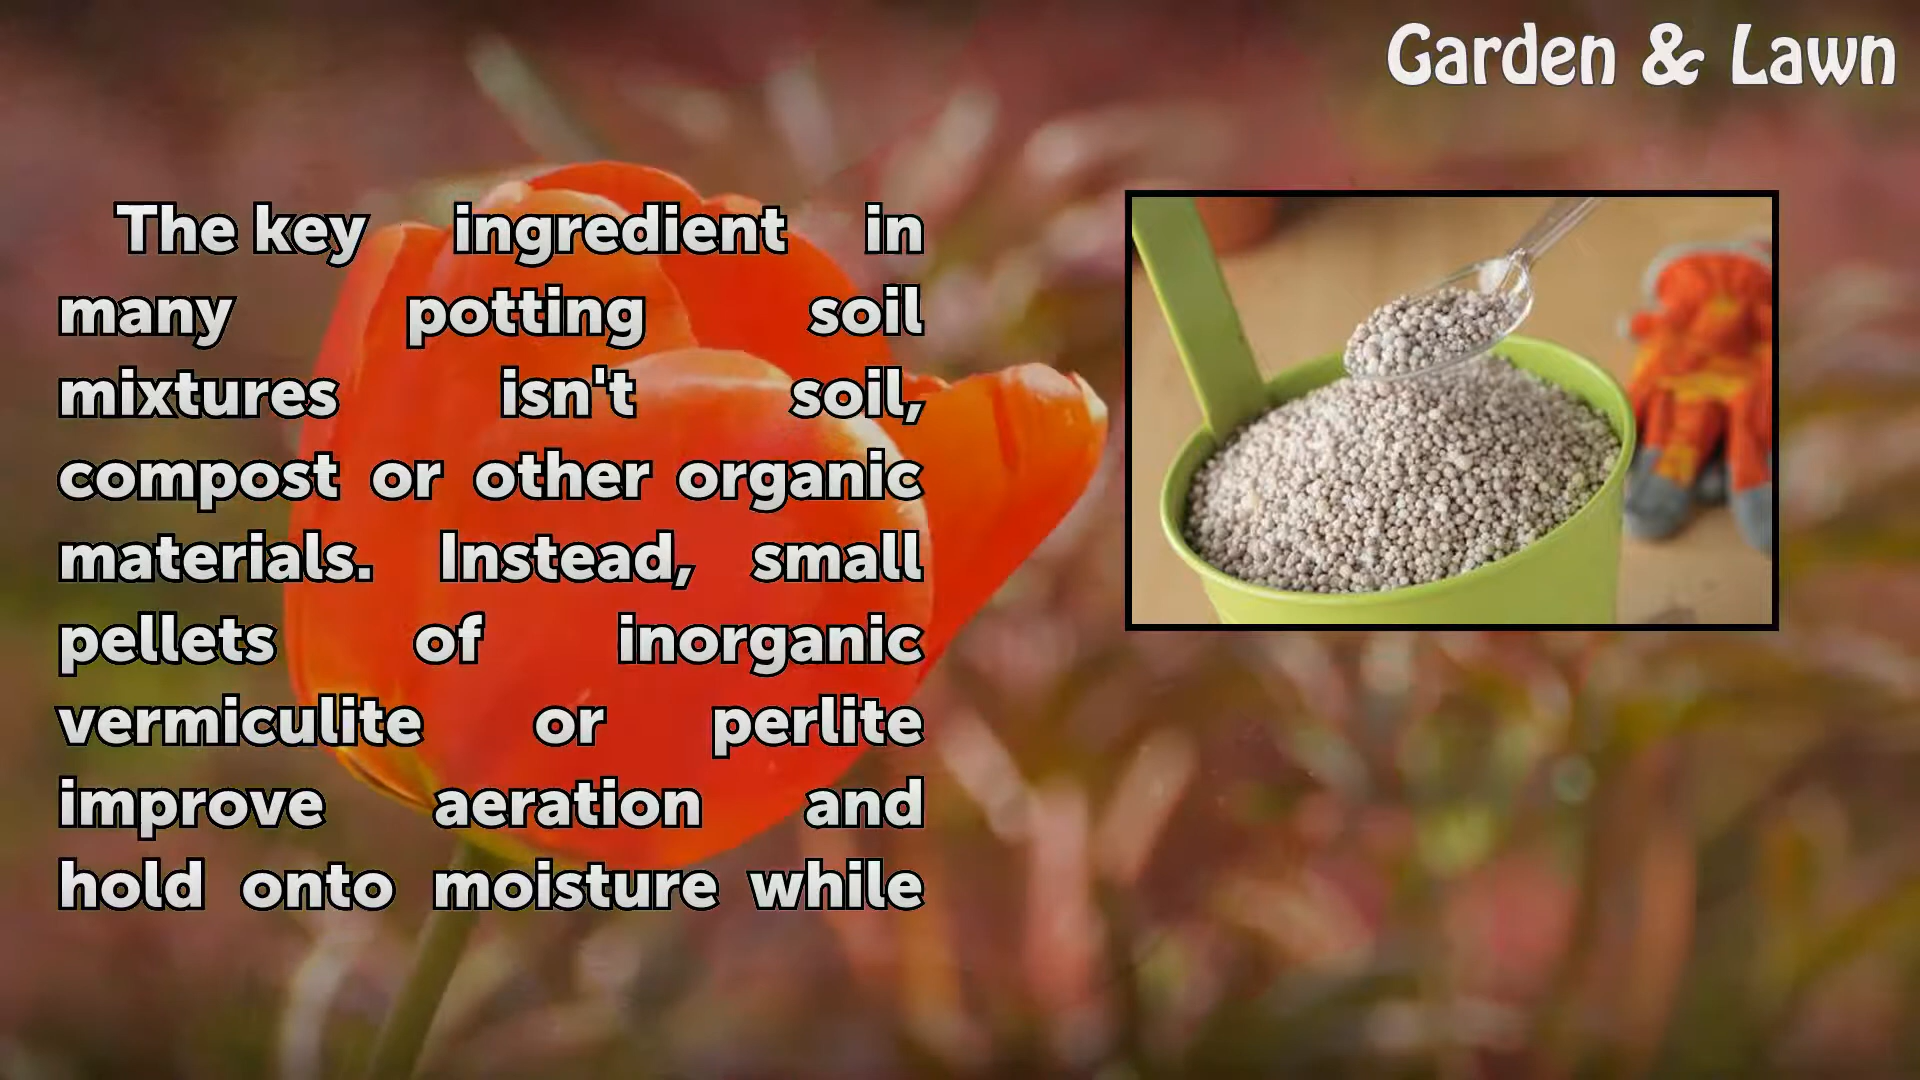 Garden & Lawn
The key ingredient in
many potting soil
mixtures isn't soil,
compost or other organic
materials. Instead, small
pellets of inorganic
vermiculite or perlite
improve aeration and
hold onto moisture while